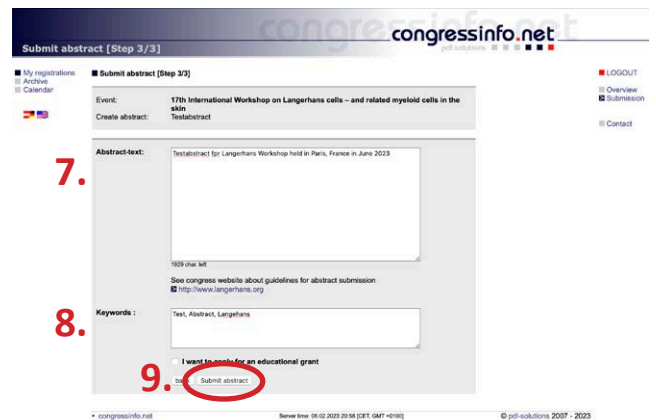 congressinfo.net
congressinfo.net
pdl-solutions
Submit abstract [Step 3/3]
My registrations
Archive
Calendar
Submit abstract [Step 3/3]
LOGOUT
Overview
Submission
Contact
Event: 17th International Workshop on Langerhans cells – and related myeloid cells in the
skin
Create abstract: Testabstract
7.
Abstract-text: Testabstract fpr Langerhans Workshop held in Paris, France in June 2023
1929 char. left
See congress website about guidelines for abstract submission
http://www.langerhans.org
8.
Keywords : Test, Abstract, Langehans
I want to apply for an educational grant
9.
back Submit abstract
congressinfo.net Server time: 06.02.2023 20:58 [CET, GMT +0100] © pdl-solutions 2007 - 2023